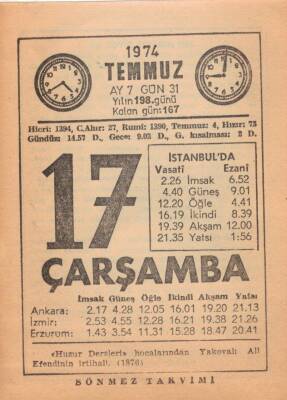 1974
TEMMUZ
AY 7 GÜN 31
Yılın 198. günü
Kalan gün: 167
Hicri: 1394, C.Ahır: 27, Rumi: 1390, Temmuz: 4, Hızır: 73
Gündüz: 14.57 D., Gece: 9.03 D., G. kısalması: 2 D.
17
İSTANBUL'DA
Vasatî Ezanî
2.26 İmsak 6.52
4.40 Güneş 9.01
12.20 Öğle 4.41
16.19 İkindi 8.39
19.39 Akşam 12.00
21.35 Yatsı 1:56
ÇARŞAMBA
İmsak Güneş Öğle İkindi Akşam Yatsı
Ankara: 2.17 4.28 12.05 16.01 19.20 21.13
İzmir: 2.53 4.55 12.28 16.21 19.38 21.26
Erzurum: 1.43 3.54 11.31 15.28 18.47 20.41
«Huzur Dersleri» hocalarından Yakovalı Ali
Efendinin irtihali. (1876)
SÖNMEZ TAKVİMİ